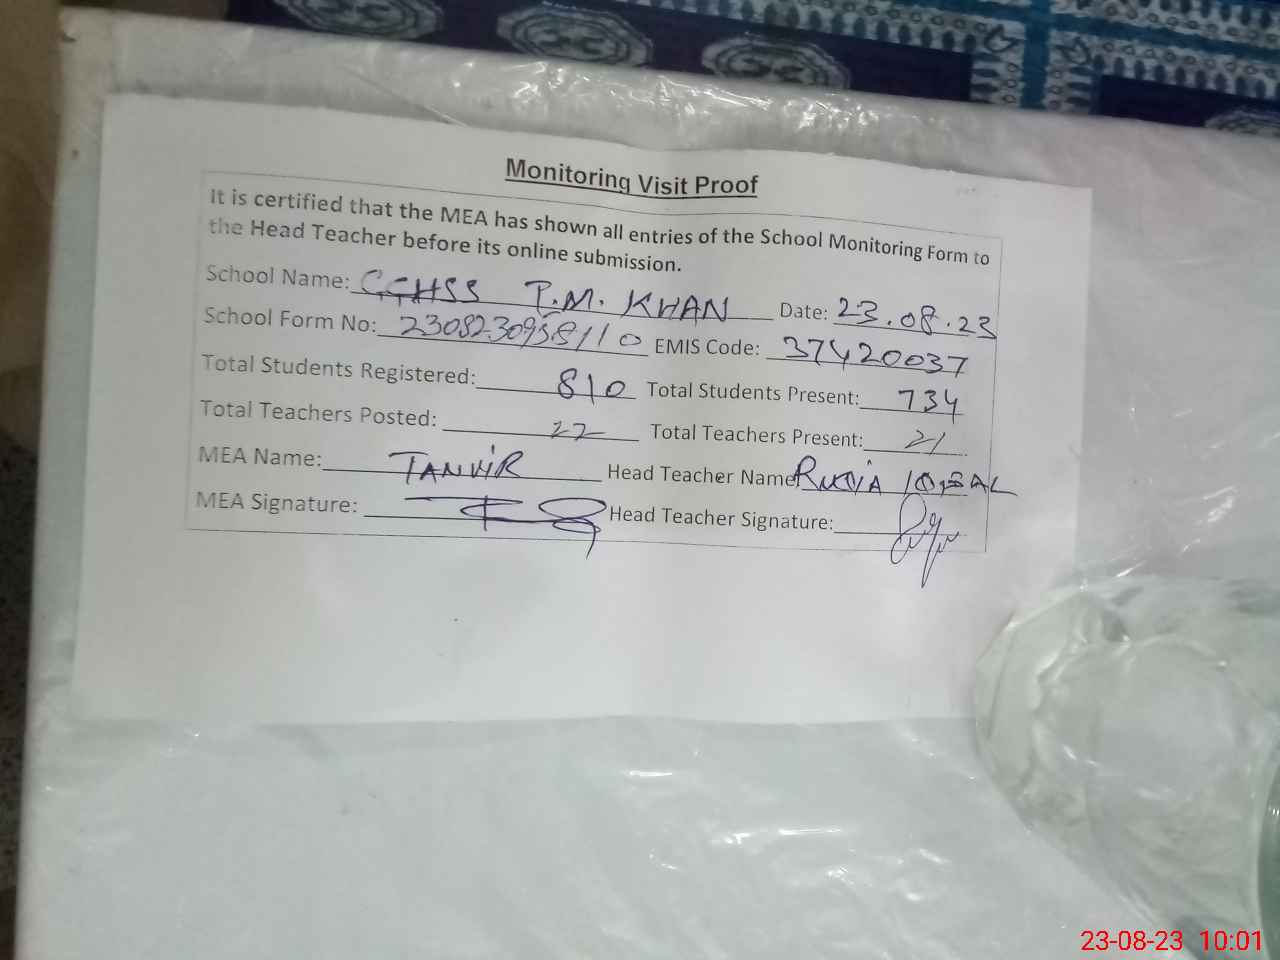 Monitoring Visit Proof
It is certified that the MEA has shown all entries of the School Monitoring Form to
the Head Teacher before its online submission.
School Name: GGHSS P.M. KHAN Date: 23.08.23
School Form No: 2308230958110 EMIS Code: 37420037
Total Students Registered: 810 Total Students Present: 734
Total Teachers Posted: 22 Total Teachers Present: 21
MEA Name: TANVIR Head Teacher Name IQBAL
MEA Signature: Head Teacher Signature:
23-08-23 10:01